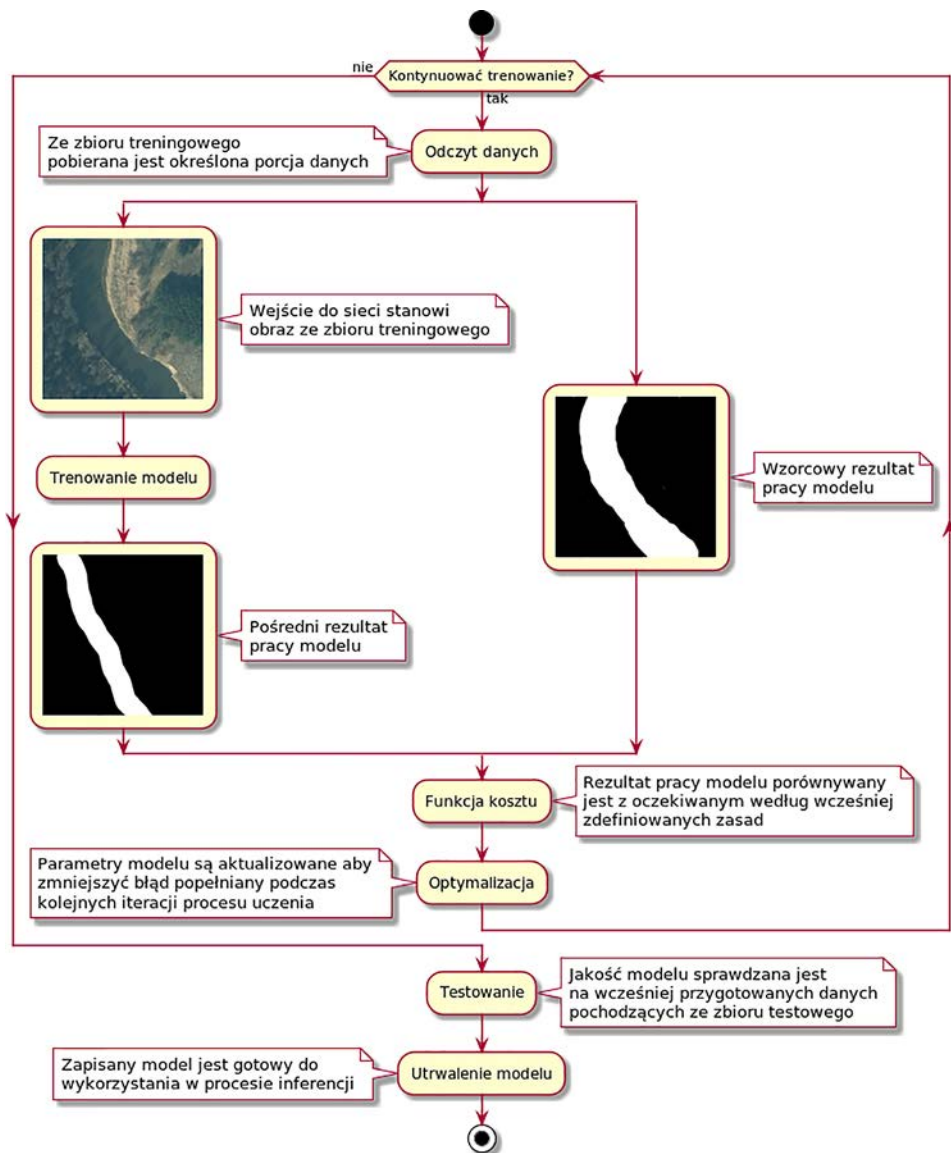 nie
Kontynuować trenowanie?
tak
Ze zbioru treningowego
pobierana jest określona porcja danych
Odczyt danych
Wejście do sieci stanowi
obraz ze zbioru treningowego
Trenowanie modelu
Wzorcowy rezultat
pracy modelu
Pośredni rezultat
pracy modelu
Funkcja kosztu
Rezultat pracy modelu porównywany
jest z oczekiwanym według wcześniej
zdefiniowanych zasad
Parametry modelu są aktualizowane aby
zmniejszyć błąd popełniany podczas
kolejnych iteracji procesu uczenia
Optymalizacja
Testowanie
Jakość modelu sprawdzana jest
na wcześniej przygotowanych danych
pochodzących ze zbioru testowego
Zapisany model jest gotowy do
wykorzystania w procesie inferencji
Utrwalenie modelu